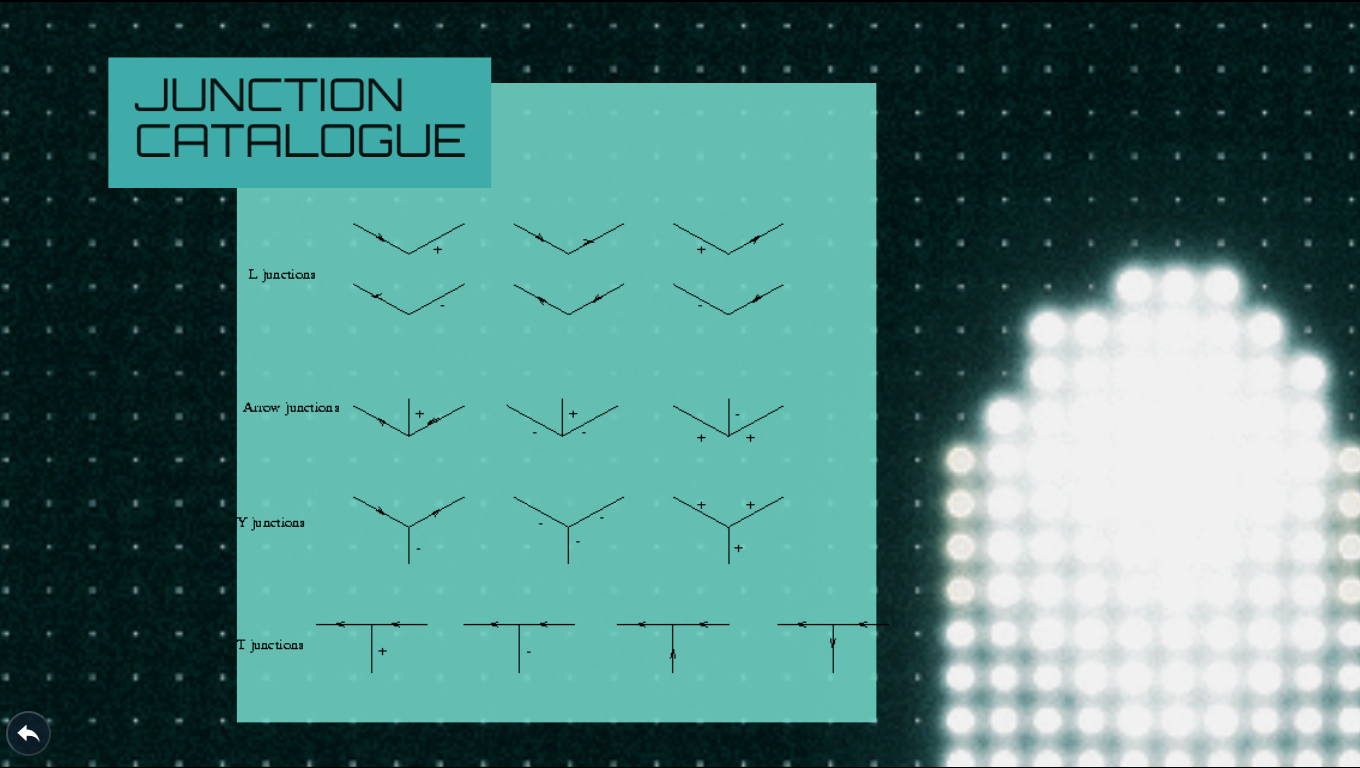 JUNCTION
CATALOGUE
+
L junctions +
- -
Arrow junctions + + -
- - + +
Y junctions - - + +
- - +
T junctions + -